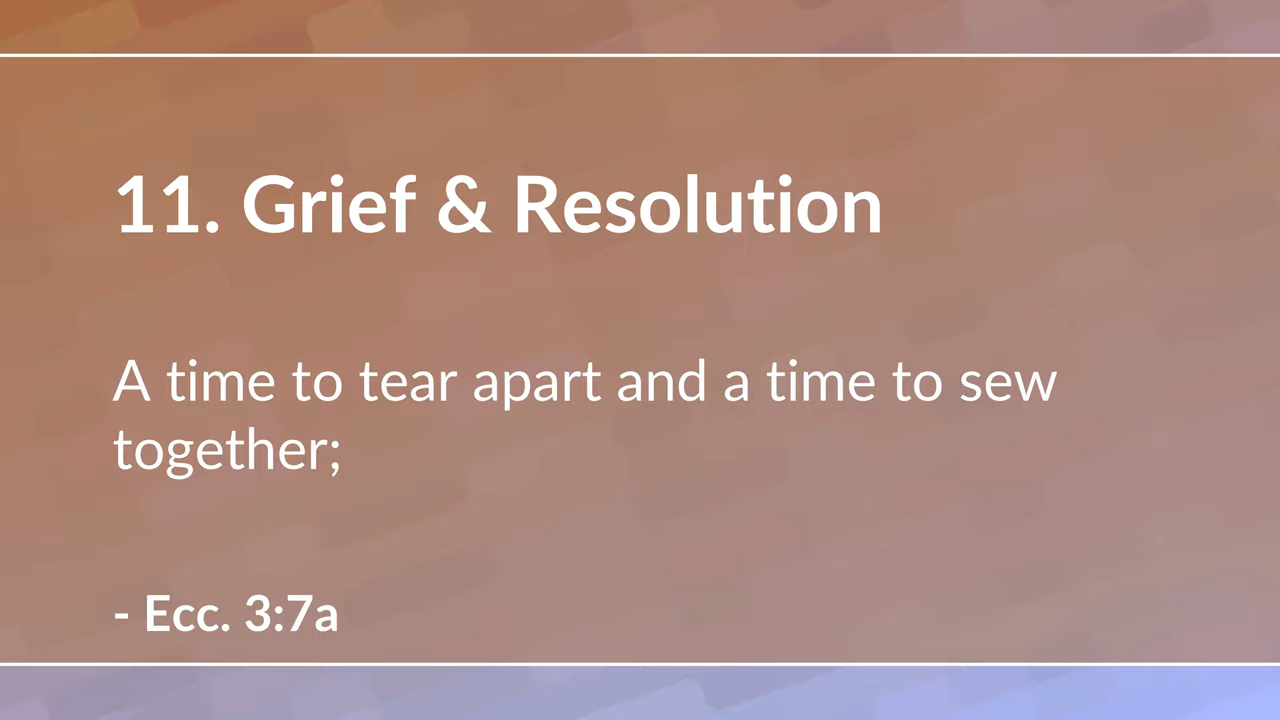 11. Grief & Resolution
A time to tear apart and a time to sew
together;
- Ecc. 3:7a